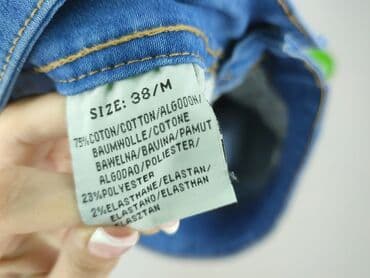 SIZE: 38/M
75%COTON/COTTON/ALGODON/
BAUMWOLLE/COTONE
BAWELNA/BAUINA/PAMUT
ALGODAO/POLIESTER/
23%POLYESTER
2%ELASTHANE/ELASTAN/
ELASTANO/ELASTHAN
ELASZTAN